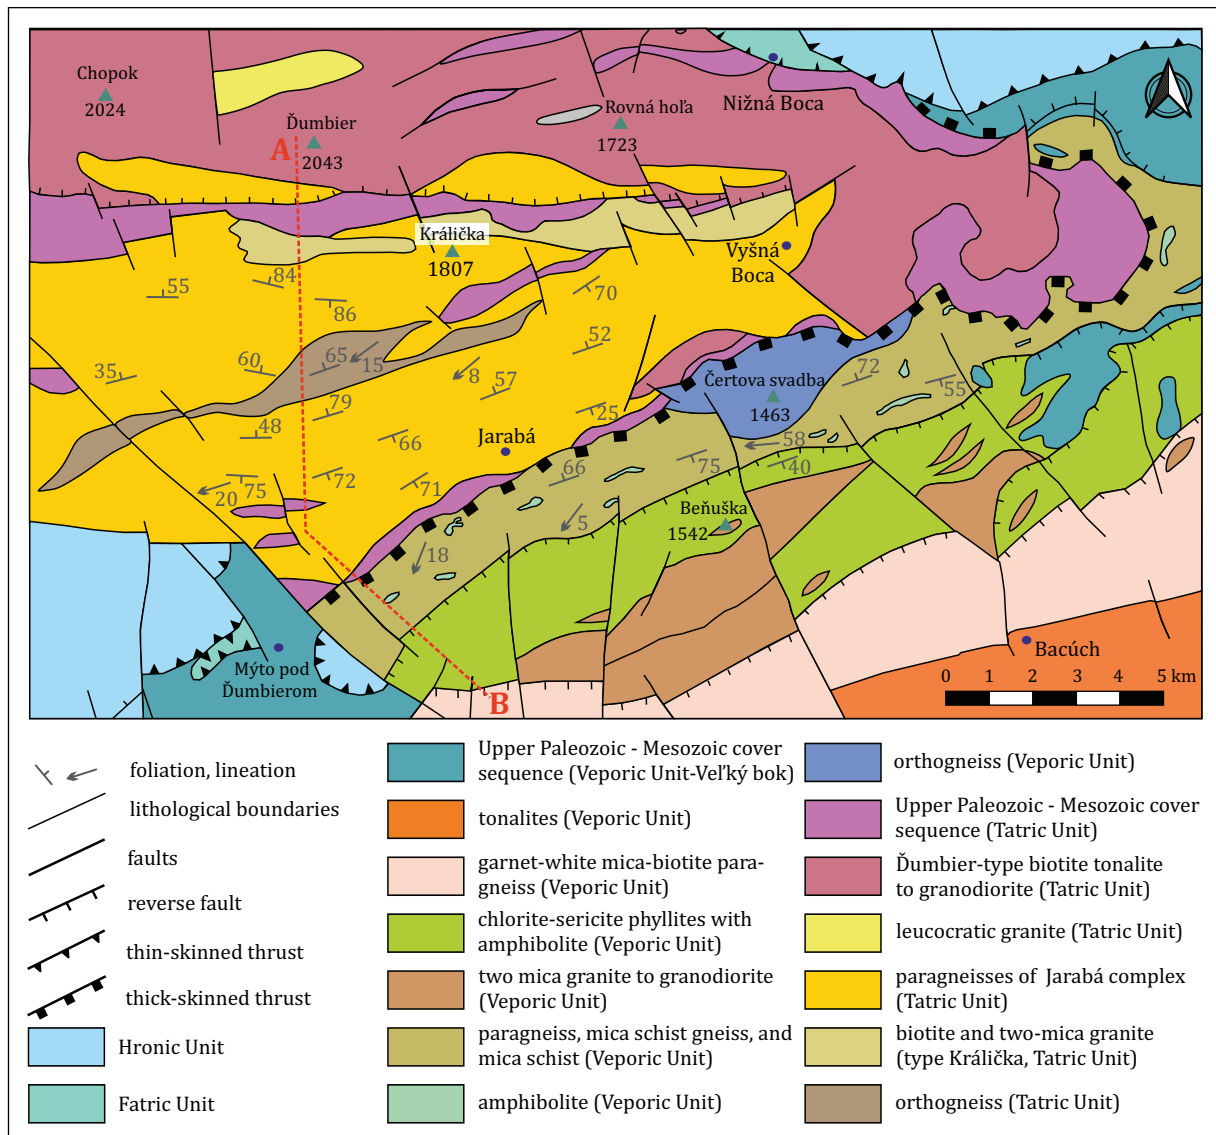 Chopok
2024
Ďumbier
2043
A
Rovná hoľa
1723
Nižná Boca
Králička
1807
Vyšná
Boca
55
84
86
70
52
35
60
65
15
8
57
79
48
25
66
72
71
20
75
Jarabá
Čertova svadba
1463
72
55
58
40
75
66
5
18
Beňuška
1542
Mýto pod
Ďumbierom
B
Bacúch
0 1 2 3 4 5 km
foliation, lineation
lithological boundaries
faults
reverse fault
thin-skinned thrust
thick-skinned thrust
Hronic Unit
Fatric Unit
Upper Paleozoic - Mesozoic cover
sequence (Veporic Unit-Veľký bok)
tonalites (Veporic Unit)
garnet-white mica-biotite para-
gneiss (Veporic Unit)
chlorite-sericite phyllites with
amphibolite (Veporic Unit)
two mica granite to granodiorite
(Veporic Unit)
paragneiss, mica schist gneiss, and
mica schist (Veporic Unit)
amphibolite (Veporic Unit)
orthogneiss (Veporic Unit)
Upper Paleozoic - Mesozoic cover
sequence (Tatric Unit)
Ďumbier-type biotite tonalite
to granodiorite (Tatric Unit)
leucocratic granite (Tatric Unit)
paragneisses of Jarabá complex
(Tatric Unit)
biotite and two-mica granite
(type Králička, Tatric Unit)
orthogneiss (Tatric Unit)